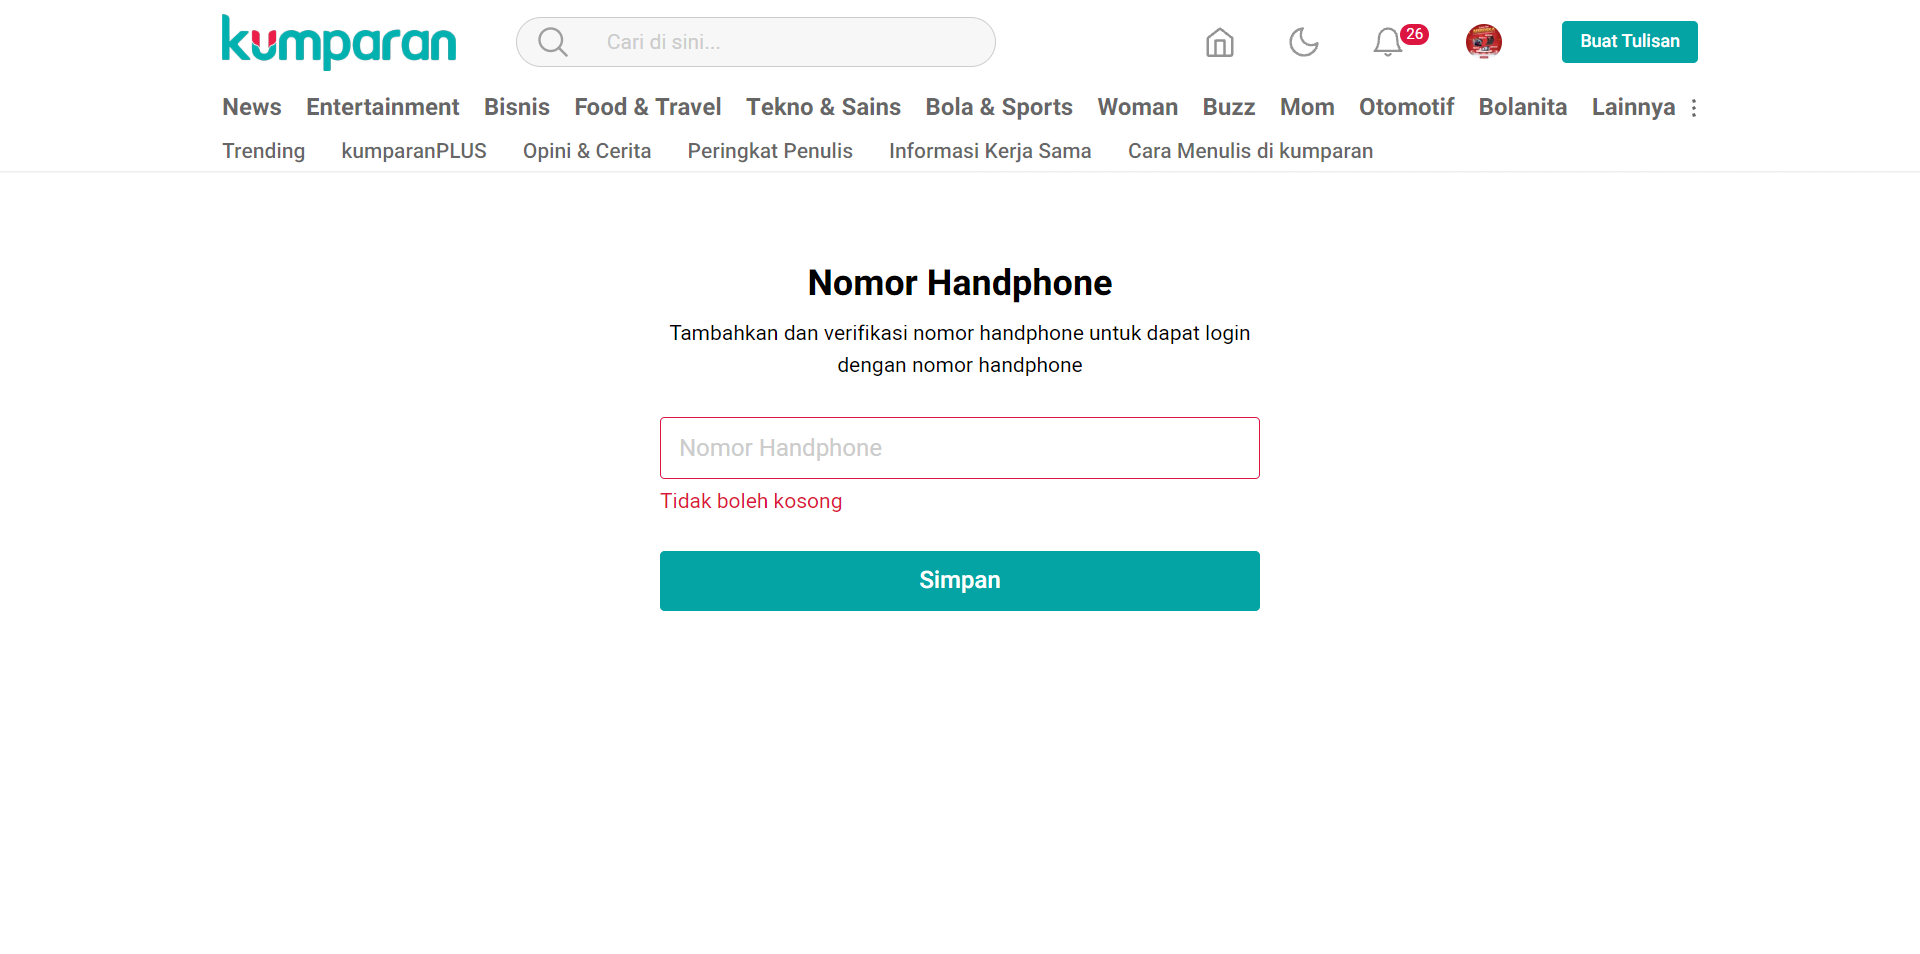 kumparan
Cari di sini...
26
Buat Tulisan
News Entertainment Bisnis Food & Travel Tekno & Sains Bola & Sports Woman Buzz Mom Otomotif Bolanita Lainnya
Trending kumparanPLUS Opini & Cerita Peringkat Penulis Informasi Kerja Sama Cara Menulis di kumparan
Nomor Handphone
Tambahkan dan verifikasi nomor handphone untuk dapat login
dengan nomor handphone
Nomor Handphone
Tidak boleh kosong
Simpan